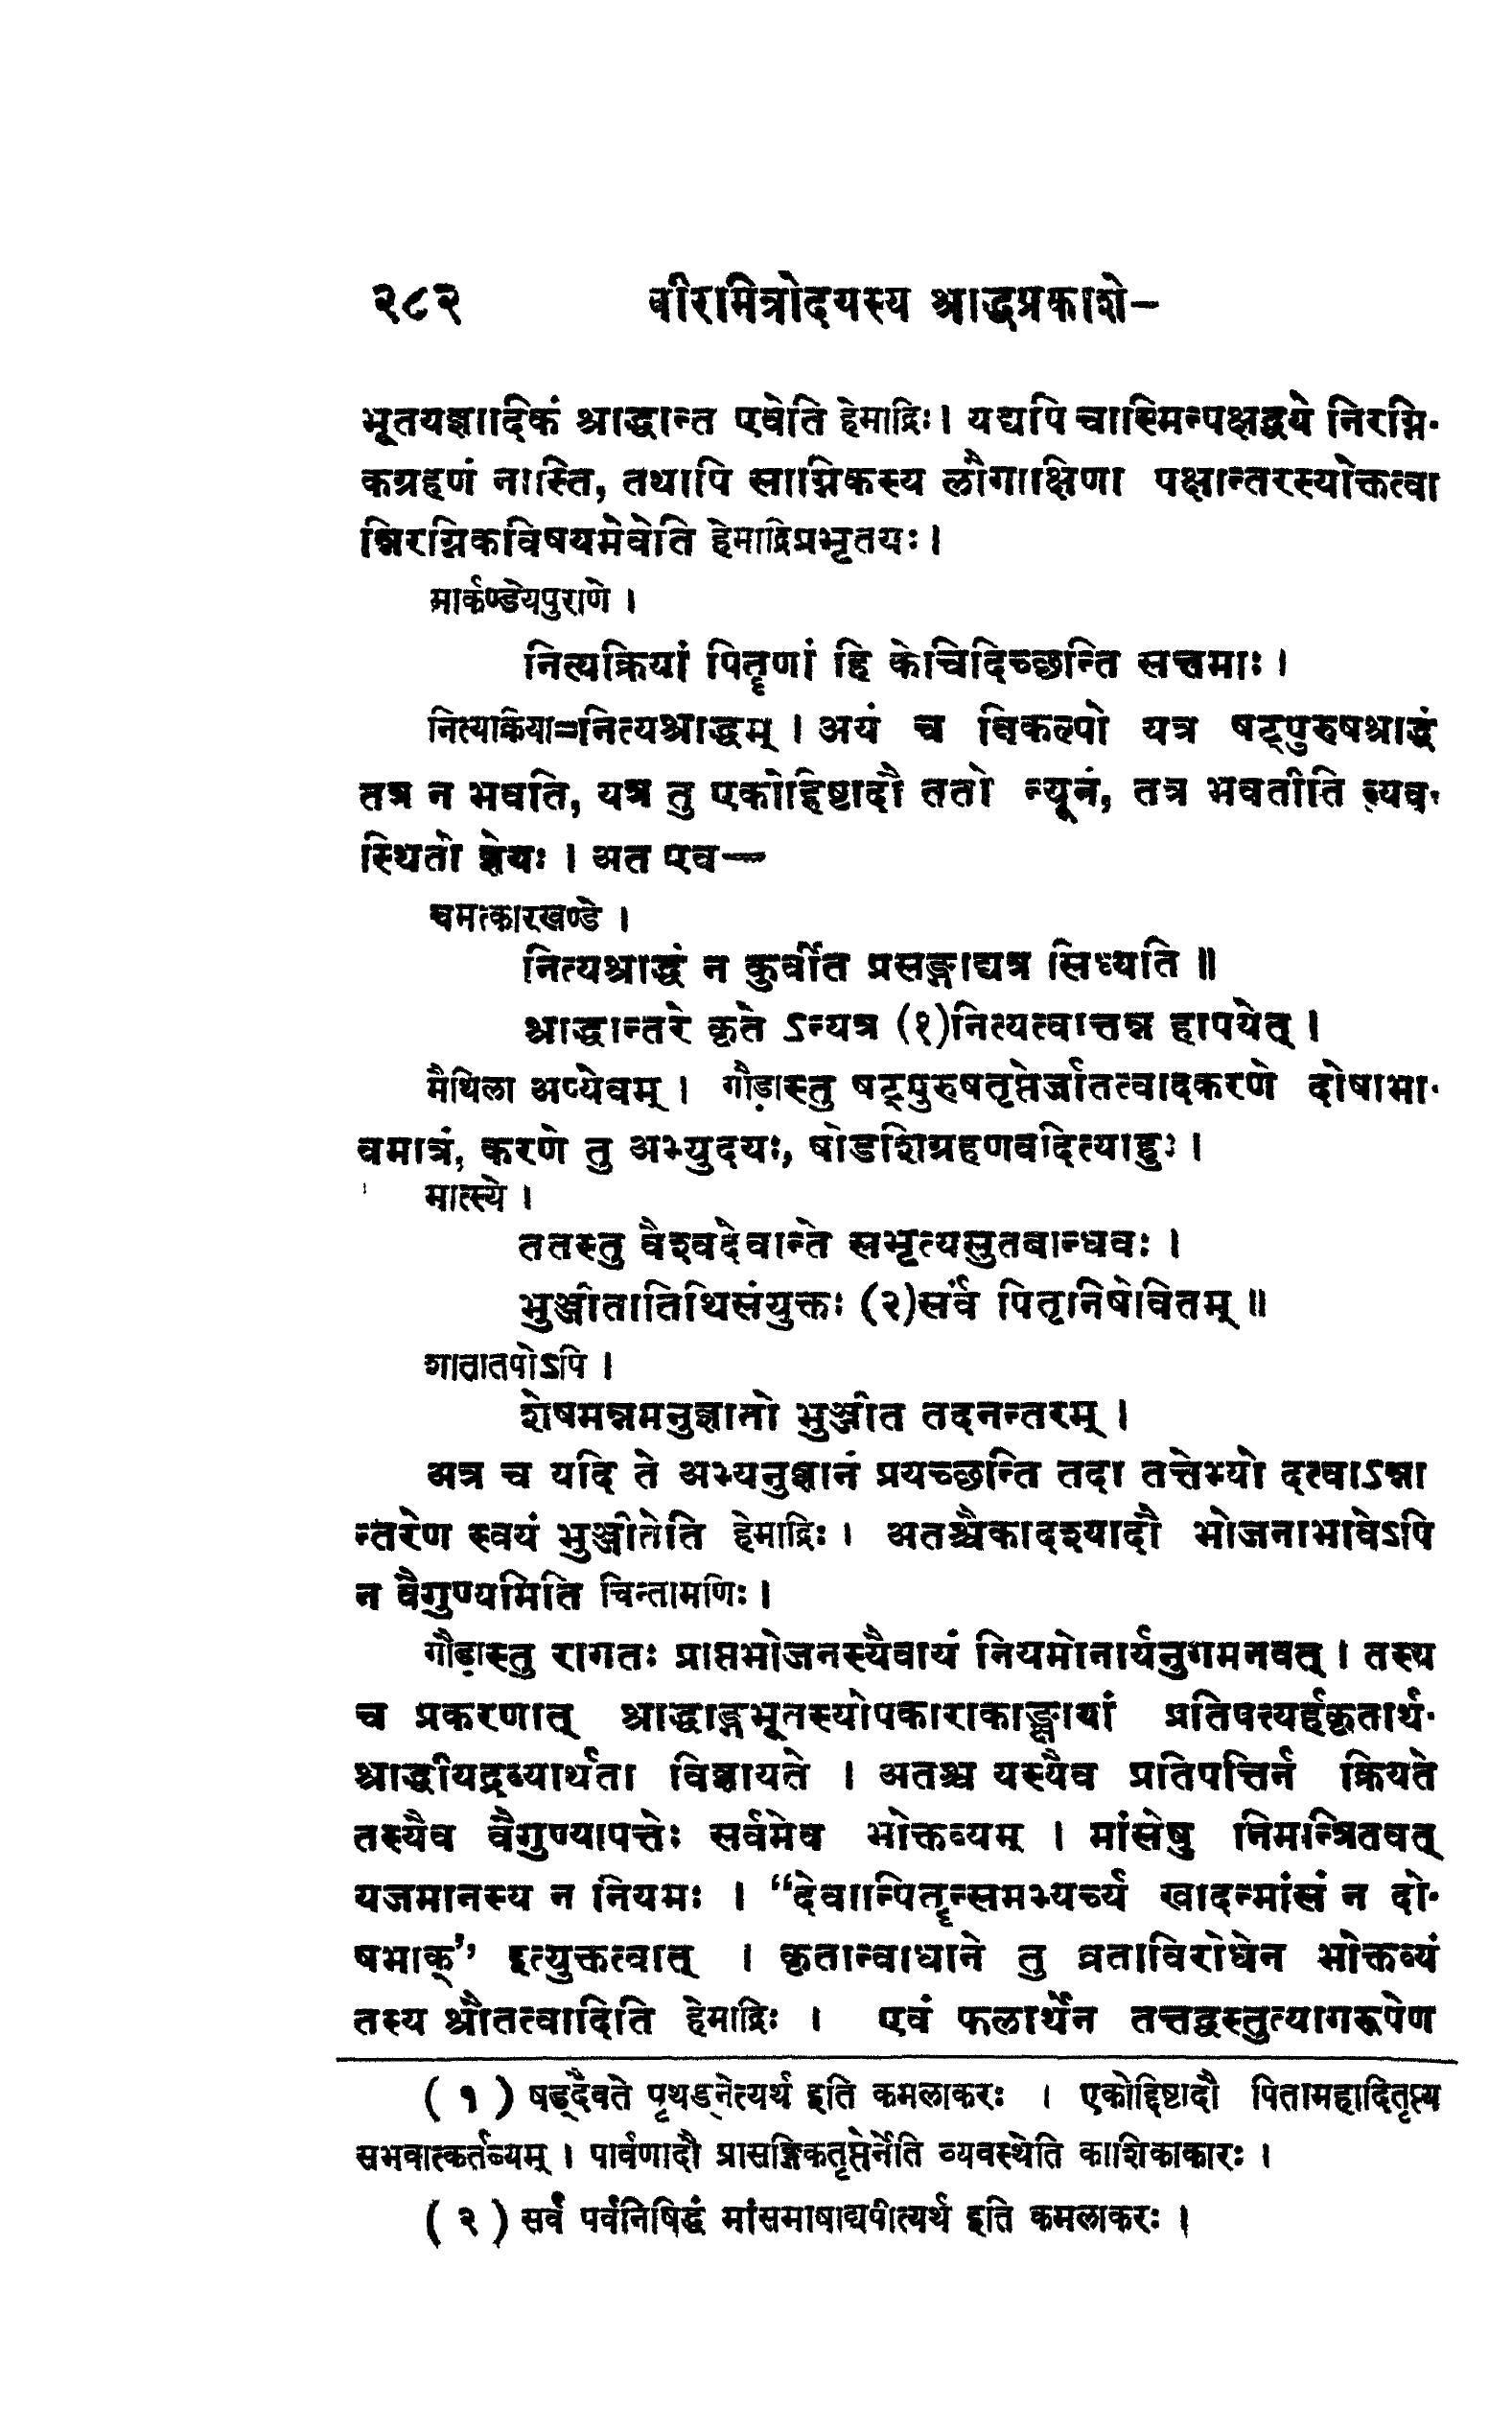 २८२ वीरमित्रोदयस्य श्राद्धप्रकाशे-
भूतयज्ञादिकं श्राद्धान्त एवेति हेमाद्रिः। यद्यपि चास्मिन्पक्षद्वये निरग्नि-
कग्रहणं नास्ति, तथापि साग्निकस्य लौगाक्षिणा पक्षान्तरस्योक्तत्वा
न्निरग्निकविषयमेवेति हेमाद्रिप्रभृतयः।
मार्कण्डेयपुराणे ।
नित्यक्रियां पितॄणां हि केचिदिच्छन्ति सत्तमाः ।
नित्याक्रिया=नित्यश्राद्धम् । अयं च विकल्पो यत्र षट्पुरुषश्राद्धं
तत्र न भवति, यत्र तु एकोद्दिष्टादौ ततो न्यूनं, तत्र भवतीति व्यव-
स्थितो ज्ञेयः । अत एव—
चमत्कारखण्डे ।
नित्यश्राद्धं न कुर्वीत प्रसङ्गाद्यत्र सिध्यति ॥
श्राद्धान्तरे कृते ऽन्यत्र (१)नित्यत्वात्तन्न हापयेत् ।
मैथिला अप्येवम् । गौडास्तु षट्पुरुषतृप्तेर्जातत्वादकरणे दोषाभा-
वमात्रं, करणे तु अभ्युदयः, षोडशिग्रहणवदित्याहुः ।
मात्स्ये ।
ततस्तु वैश्वदेवान्ते सभृत्यसुतबान्धवः ।
भुञ्जीतातिथिसंयुक्तः (२)सर्वं पितृनिषेवितम् ॥
शातातपोऽपि ।
शेषमन्नमनुज्ञातो भुञ्जीत तदनन्तरम् ।
अत्र च यदि ते अभ्यनुज्ञानं प्रयच्छन्ति तदा तत्तेभ्यो दत्वाऽन्ना
न्तरेण स्वयं भुञ्जीतेति हेमाद्रिः । अतश्चैकादश्यादौ भोजनाभावेऽपि
न वैगुण्यमिति चिन्तामणिः ।
गौडास्तु रागतः प्राप्तभोजनस्यैवायं नियमोनार्यनुगमनवत् । तस्य
च प्रकरणात् श्राद्धाङ्गभूतस्योपकाराकाङ्क्षायां प्रतिपत्त्यर्हकृतार्थ-
श्राद्धीयद्रव्यार्थता विज्ञायते । अतश्च यस्यैव प्रतिपत्तिर्न क्रियते
तस्यैव वैगुण्यापत्तेः सर्वमेव भोक्तव्यम् । मांसेषु निमन्त्रितवत्
यजमानस्य न नियमः । “देवान्पितॄन्समभ्यर्च्य खादन्मांसं न दो-
षभाक्” इत्युक्तत्वात् । कृतान्वाधाने तु व्रताविरोधेन भोक्तव्यं
तस्य श्रौतत्वादिति हेमाद्रिः । एवं फलार्थेन तत्तद्वस्तुत्यागरूपेण
( १ ) षड्दैवते पृथङ्नेत्यर्थ इति कमलाकरः । एकोद्दिष्टादौ पितामहादितृप्त्य
सभवात्कर्तव्यम् । पार्वणादौ प्रासङ्गिकतृप्तेर्नेति व्यवस्थेति काशिकाकारः ।
( २ ) सर्वं पर्वनिषिद्धं मांसमाषाद्यपीत्यर्थ इति कमलाकरः ।